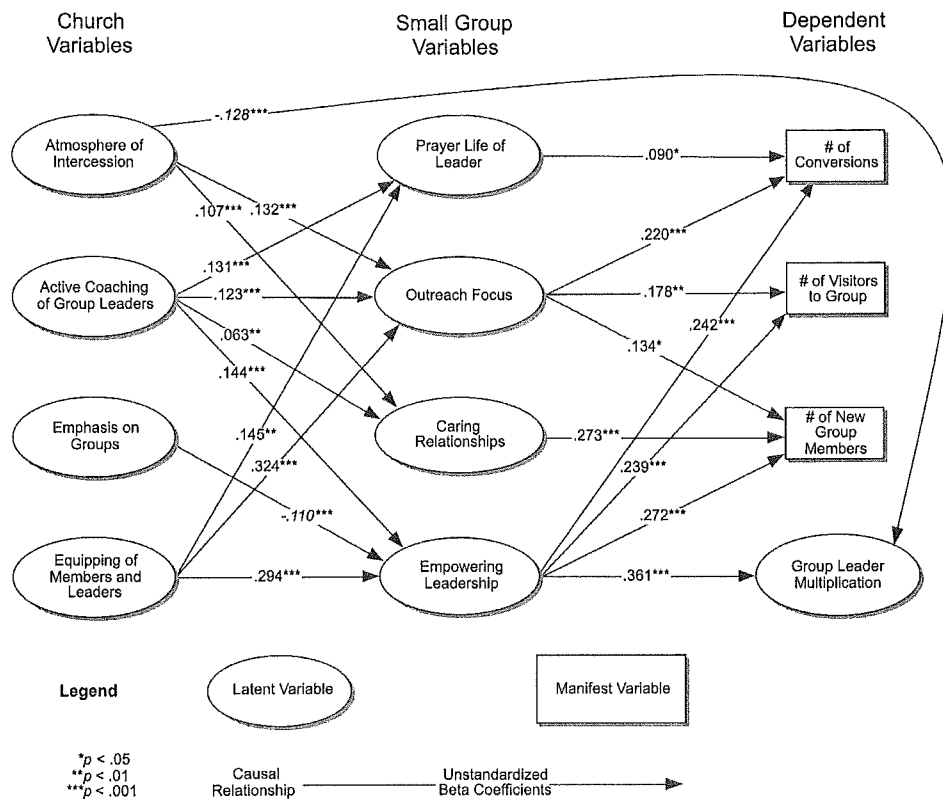 Church
Variables
Small Group
Variables
Dependent
Variables
-.128***
Atmosphere of
Intercession
Prayer Life
of Leader
.090*
# of
Conversions
.107***
.132***
.131***
.220***
Active Coaching
of Group Leaders
.123***
Outreach Focus
.178**
# of Visitors
to Group
.063**
.242***
.144***
.134*
Emphasis on
Groups
Caring
Relationships
.273***
# of New
Group
Members
.145**
.324***
.239***
-.110***
.272***
Equipping of
Members and
Leaders
.294***
Empowering
Leadership
.361***
Group Leader
Multiplication
Legend
Latent Variable
Manifest Variable
*p < .05
**p < .01
***p < .001
Causal
Relationship
Unstandardized
Beta Coefficients